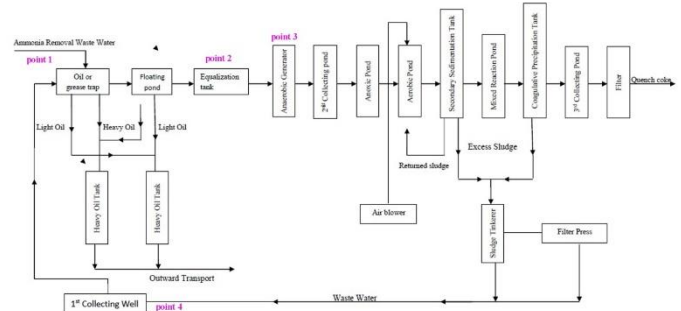 point 3
Ammonia Removal Waste Water
point 1
point 2
Oil or
grease trap
Floating
pond
Equalization
tank
Anaerobic Generator
2nd Collecting pond
Anoxic Pond
Aerobic Pond
Secondary Sedimentation Tank
Mixed Reaction Pond
Coagulative Precipitation Tank
3rd Collecting Pond
Filter
Quench coke
Light Oil
Heavy Oil
Light Oil
Returned sludge
Excess Sludge
Heavy Oil Tank
Heavy Oil Tank
Air blower
Sludge Tinkerer
Filter Press
Outward Transport
1st Collecting Well
point 4
Waste Water